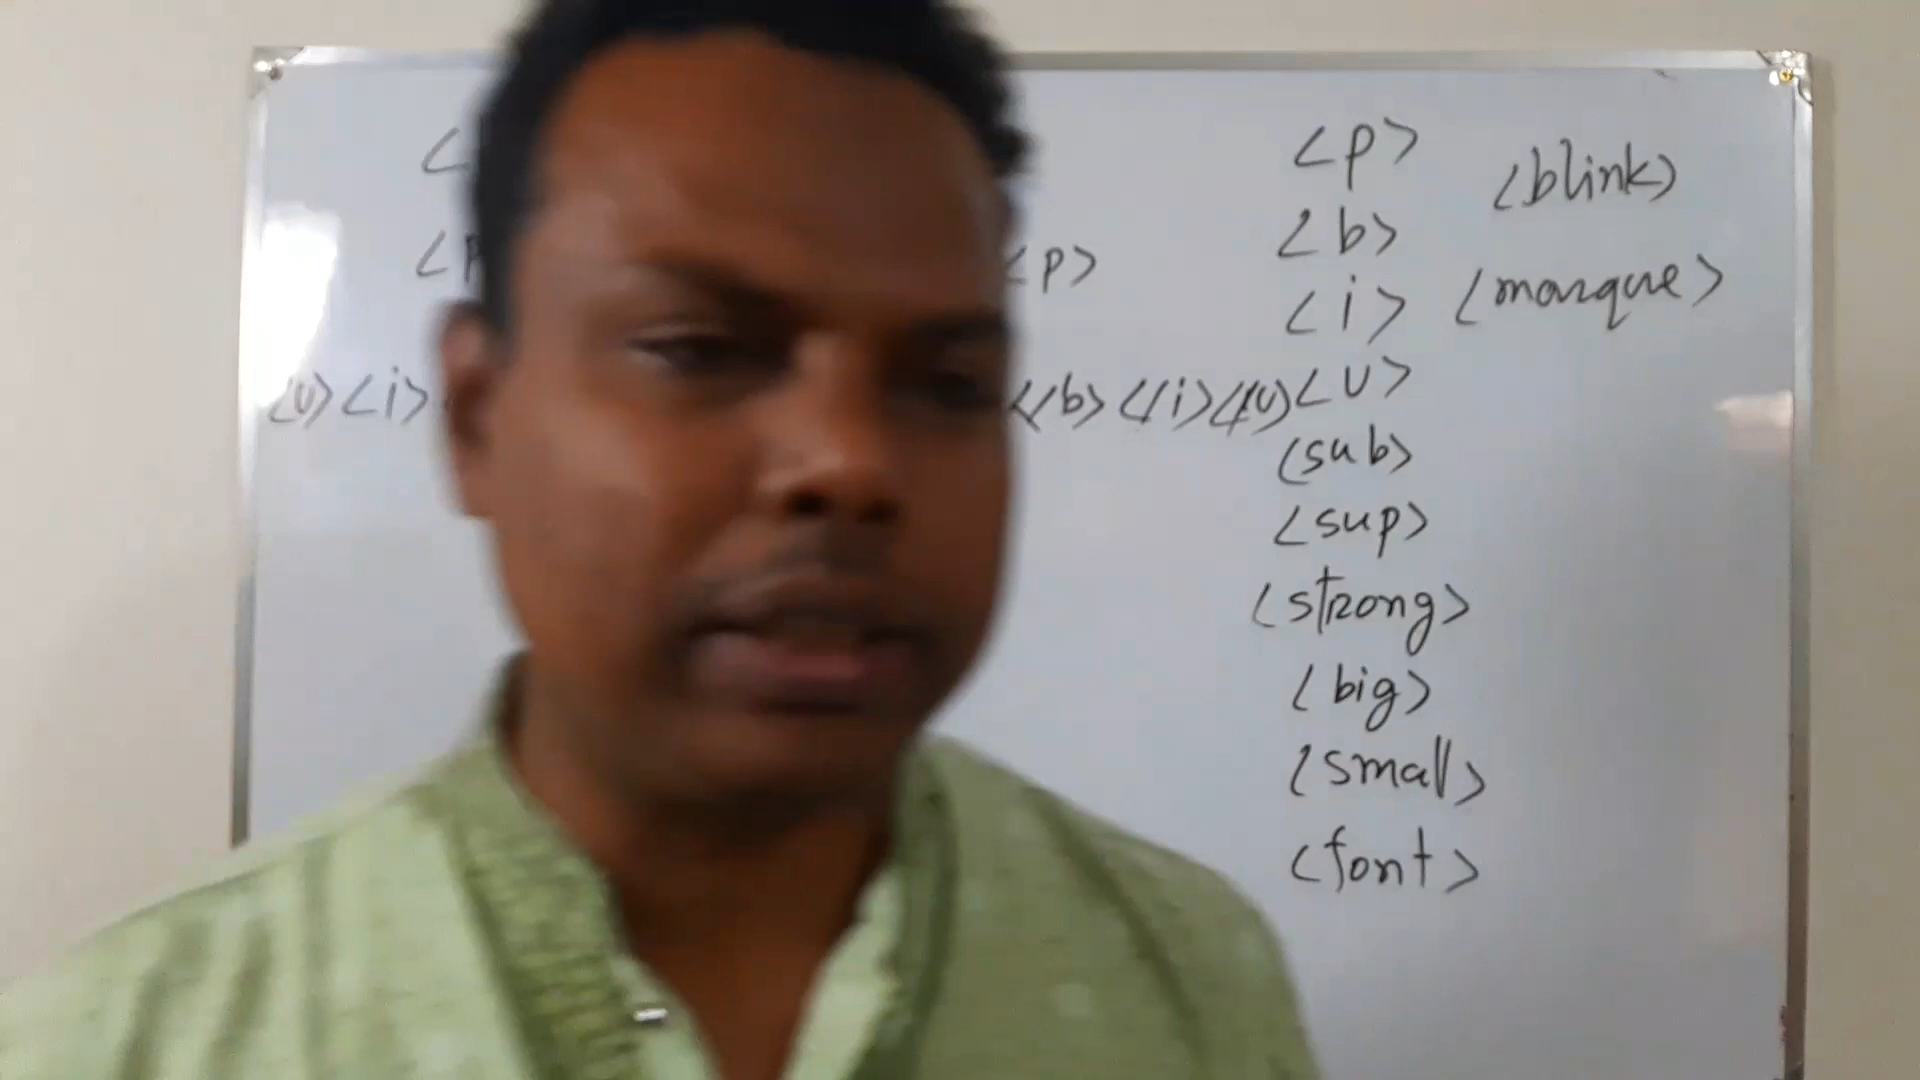 <p>
<blink>
<b>
<p>
<i>
<marque>
<u><i>
</b></i></u>
<u>
<sub>
<sup>
<strong>
<big>
<small>
<font>